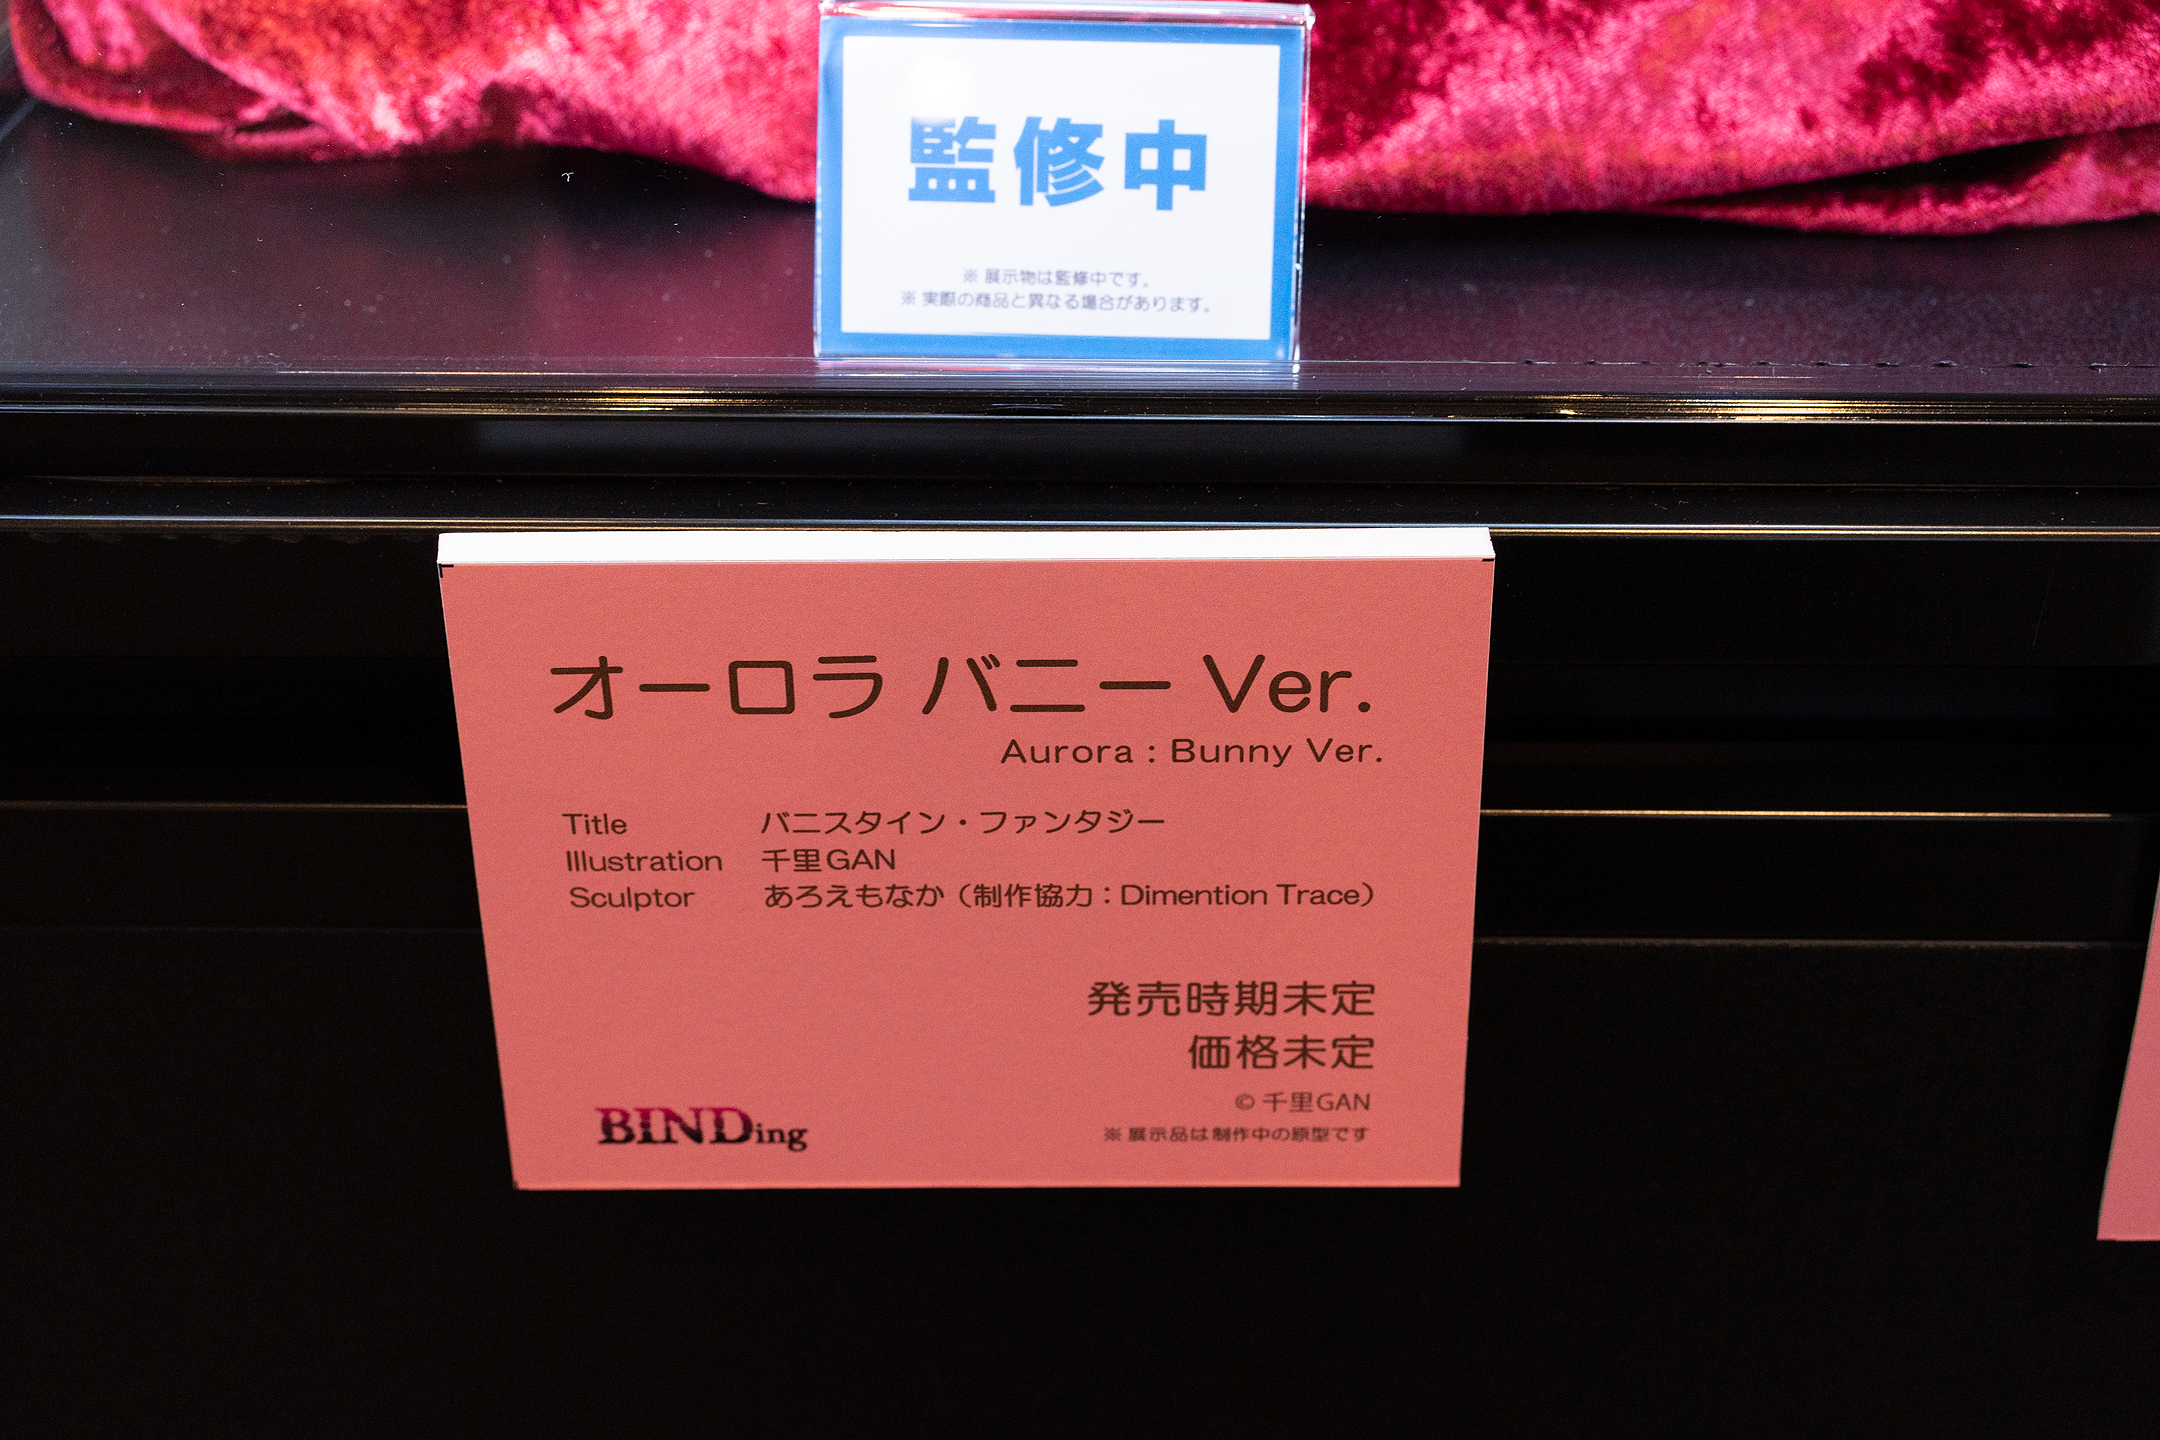 監修中
※ 展示物は監修中です。
※ 実際の商品と異なる場合があります。
オーロラ バニー Ver.
Aurora : Bunny Ver.
Title バニスタイン・ファンタジー
Illustration 千里GAN
Sculptor あろえもなか（制作協力：Dimention Trace）
発売時期未定
価格未定
© 千里GAN
※ 展示品は制作中の原型です
BINDing